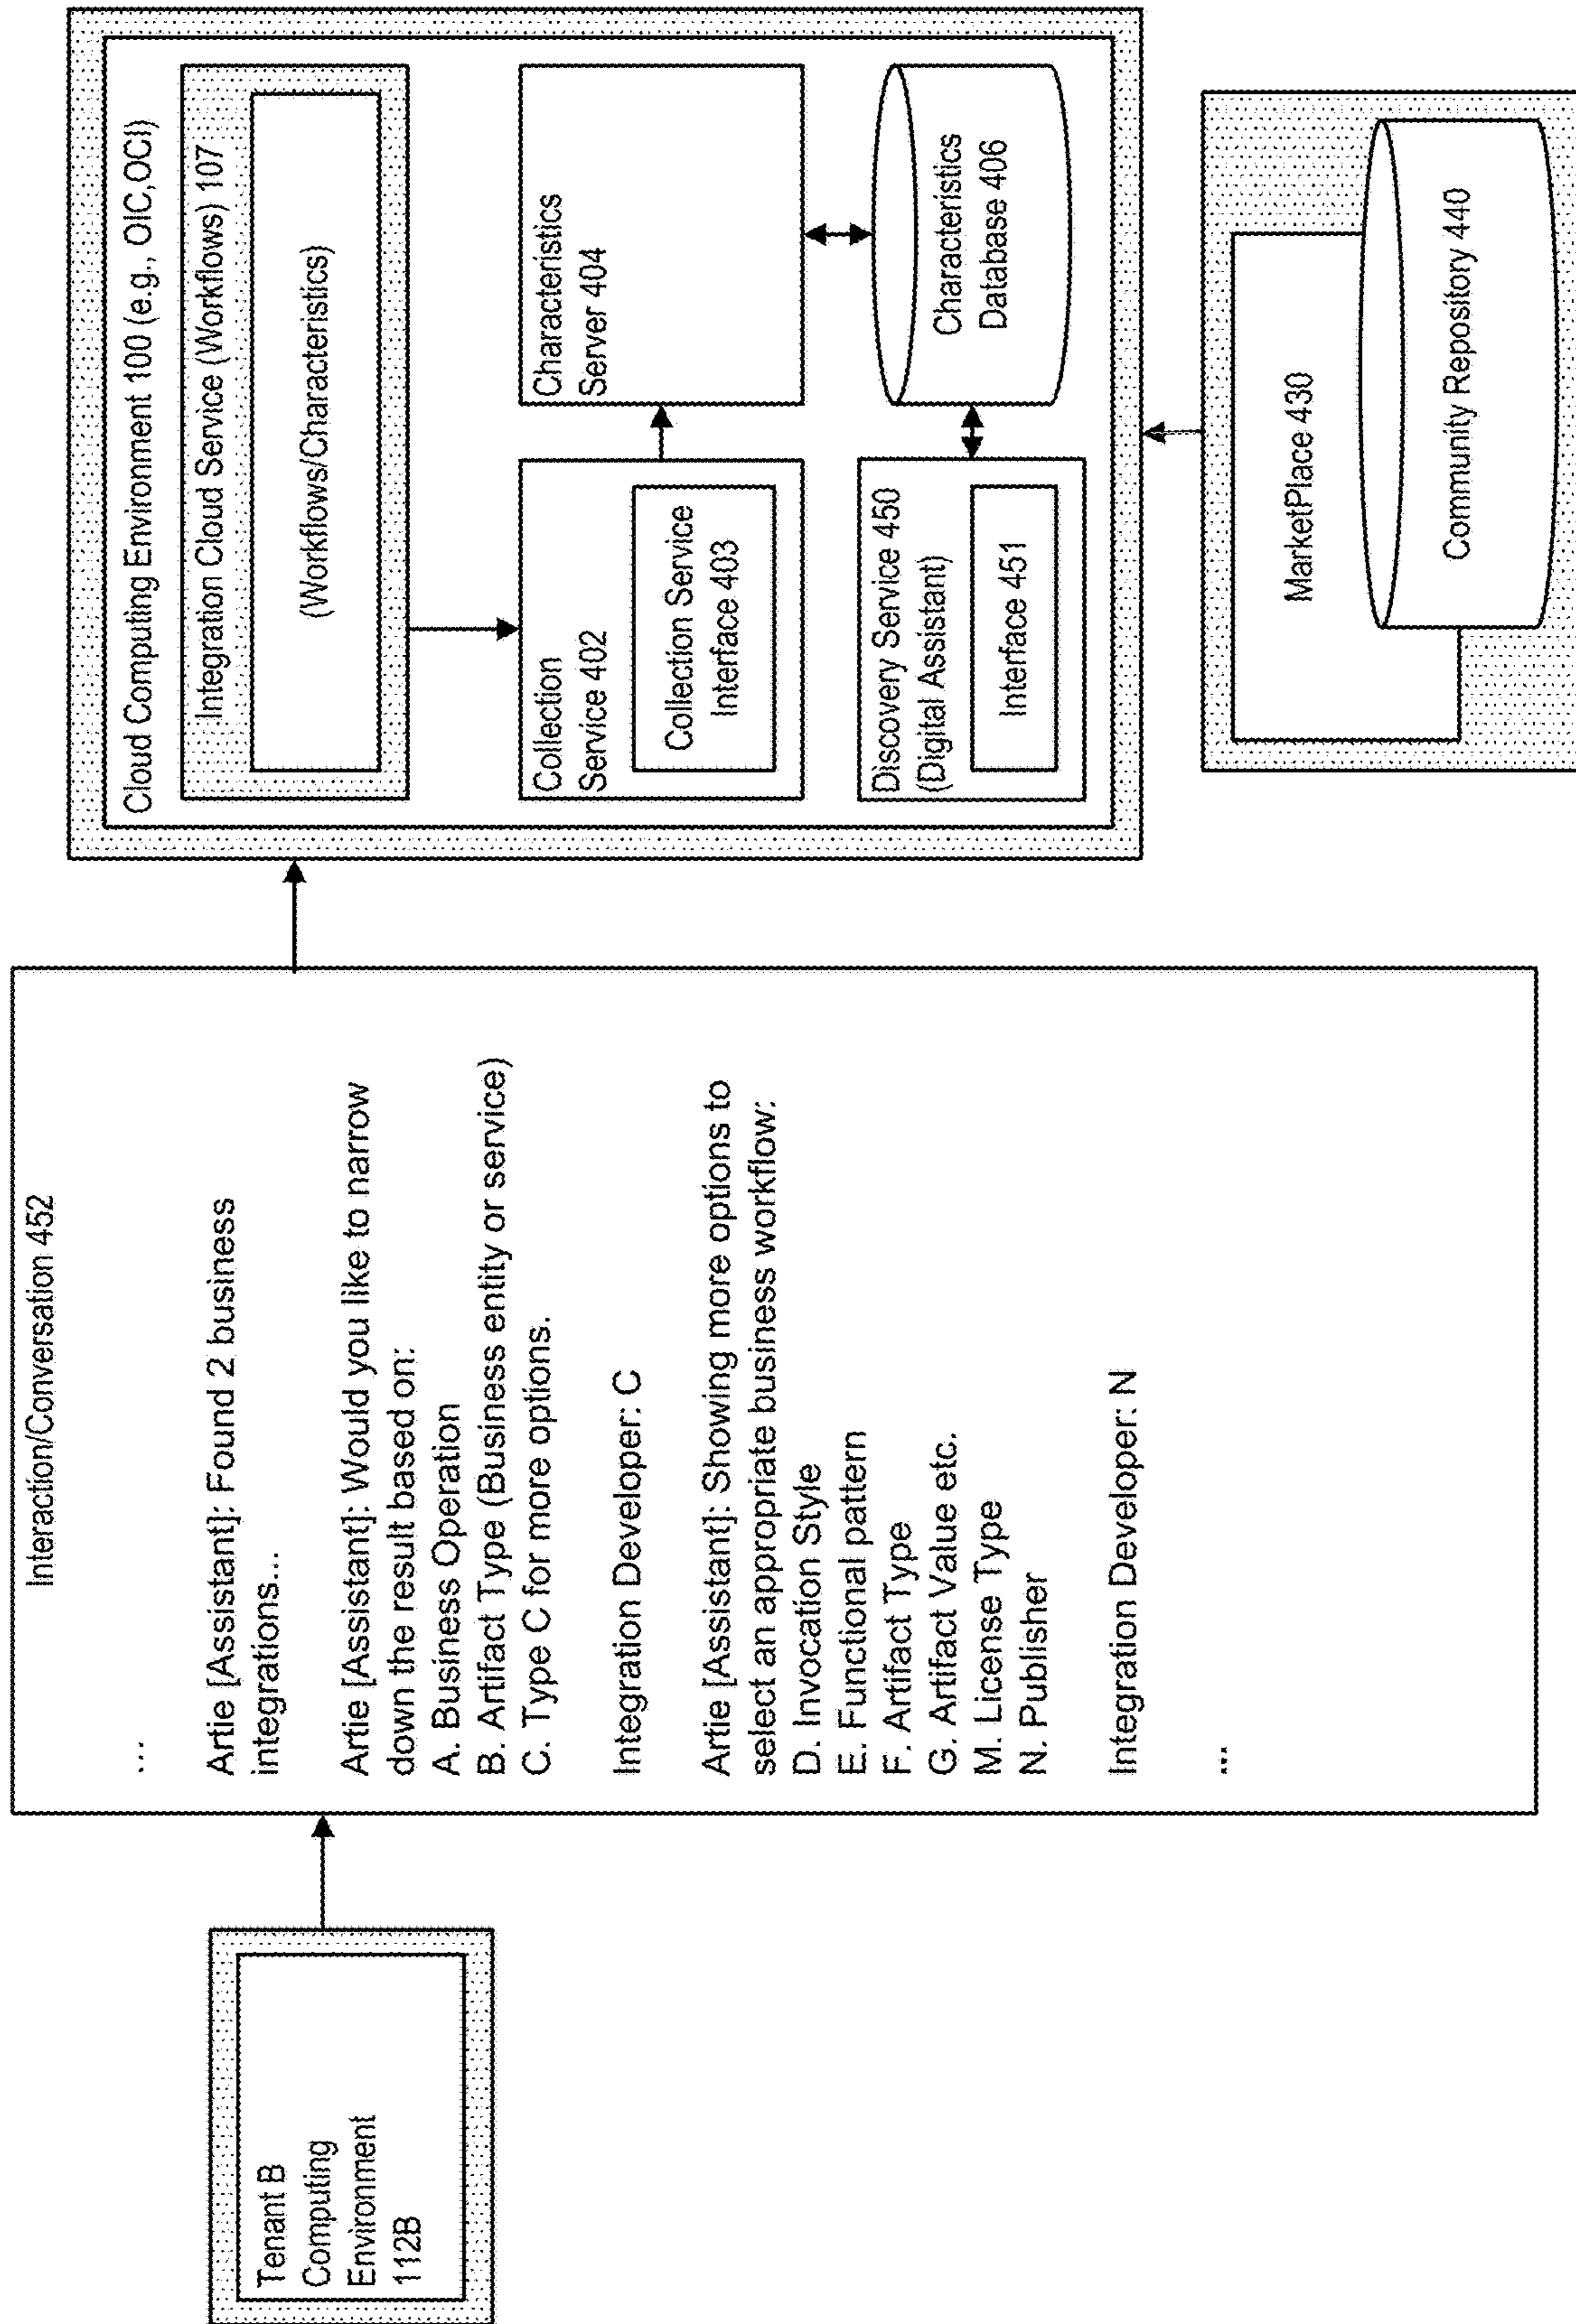 Tenant B
Computing
Environment
112B
Interaction/Conversation 452
...
Artie [Assistant]: Found 2 business
integrations...
Artie [Assistant]: Would you like to narrow
down the result based on:
A. Business Operation
B. Artifact Type (Business entity or service)
C. Type C for more options.
Integration Developer: C
Artie [Assistant]: Showing more options to
select an appropriate business workflow:
D. Invocation Style
E. Functional pattern
F. Artifact Type
G. Artifact Value etc.
M. License Type
N. Publisher
Integration Developer: N
...
Cloud Computing Environment 100 (e.g., OIC,OCI)
Integration Cloud Service (Workflows) 107
(Workflows/Characteristics)
Collection
Service 402
Collection Service
Interface 403
Characteristics
Server 404
Discovery Service 450
(Digital Assistant)
Interface 451
Characteristics
Database 406
MarketPlace 430
Community Repository 440